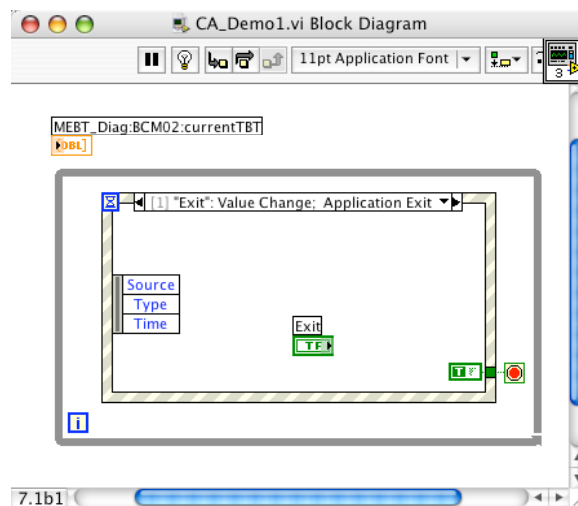 CA_Demo1.vi Block Diagram
11pt Application Font
3
MEBT_Diag:BCM02:currentTBT
DBL]
[1] "Exit": Value Change; Application Exit
Source
Type
Time
Exit
TF
T F
i
7.1b1